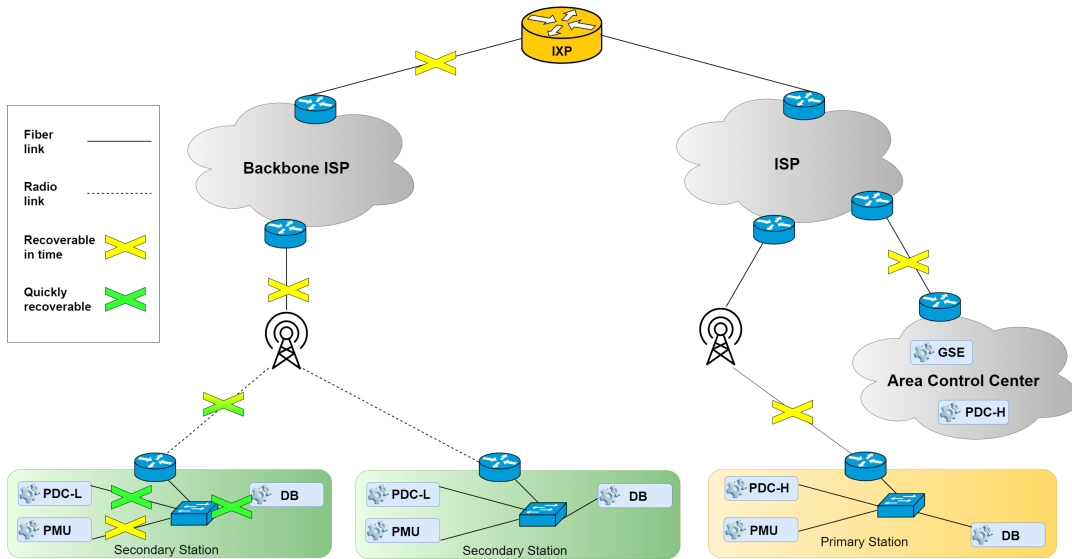 IXP
Fiber
link
Radio
link
Recoverable
in time
Quickly
recoverable
Backbone ISP
ISP
GSE
Area Control Center
PDC-H
PDC-L
DB
PMU
Secondary Station
PDC-L
DB
PMU
Secondary Station
PDC-H
PMU
DB
Primary Station